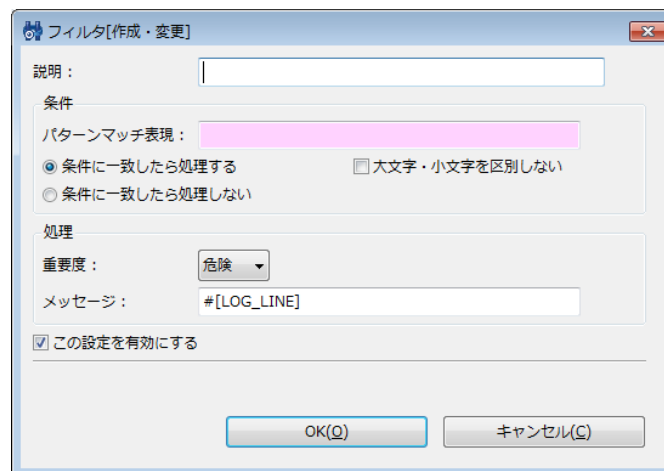 フィルタ[作成・変更]
説明：
条件
パターンマッチ表現：
条件に一致したら処理する 大文字・小文字を区別しない
条件に一致したら処理しない
処理
重要度： 危険
メッセージ： #[LOG_LINE]
この設定を有効にする
OK(O) キャンセル(C)